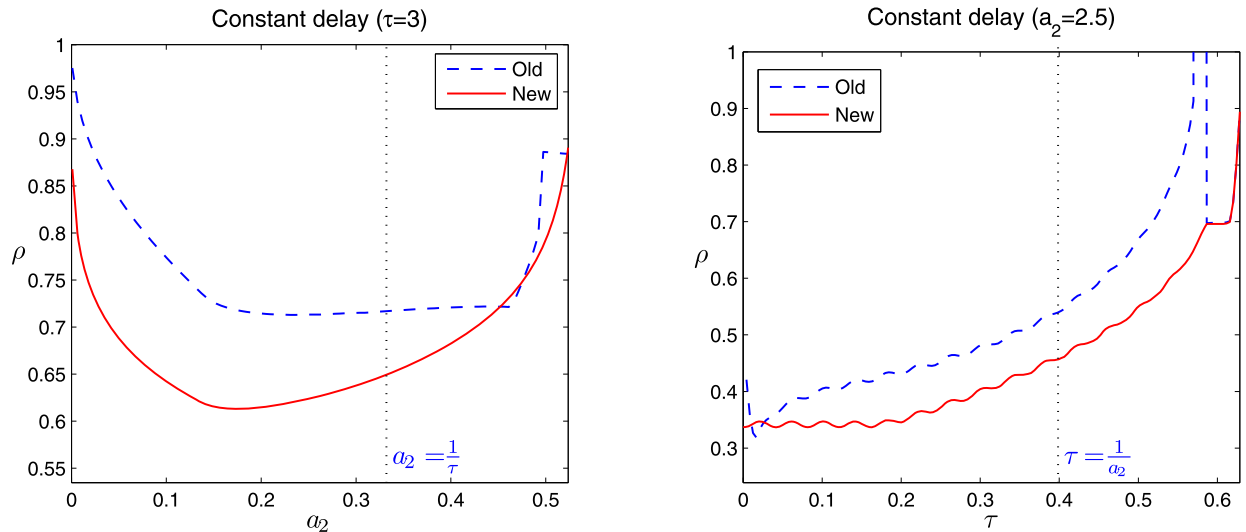 Constant delay (τ=3)
1
0.95
0.9
0.85
0.8
0.75
0.7
0.65
0.6
0.55
ρ
Old
New
a₂ = 1/τ
0
0.1
0.2
0.3
0.4
0.5
a₂
Constant delay (a₂=2.5)
1
0.9
0.8
0.7
0.6
0.5
0.4
0.3
ρ
Old
New
τ = 1/a₂
0
0.1
0.2
0.3
0.4
0.5
0.6
τ